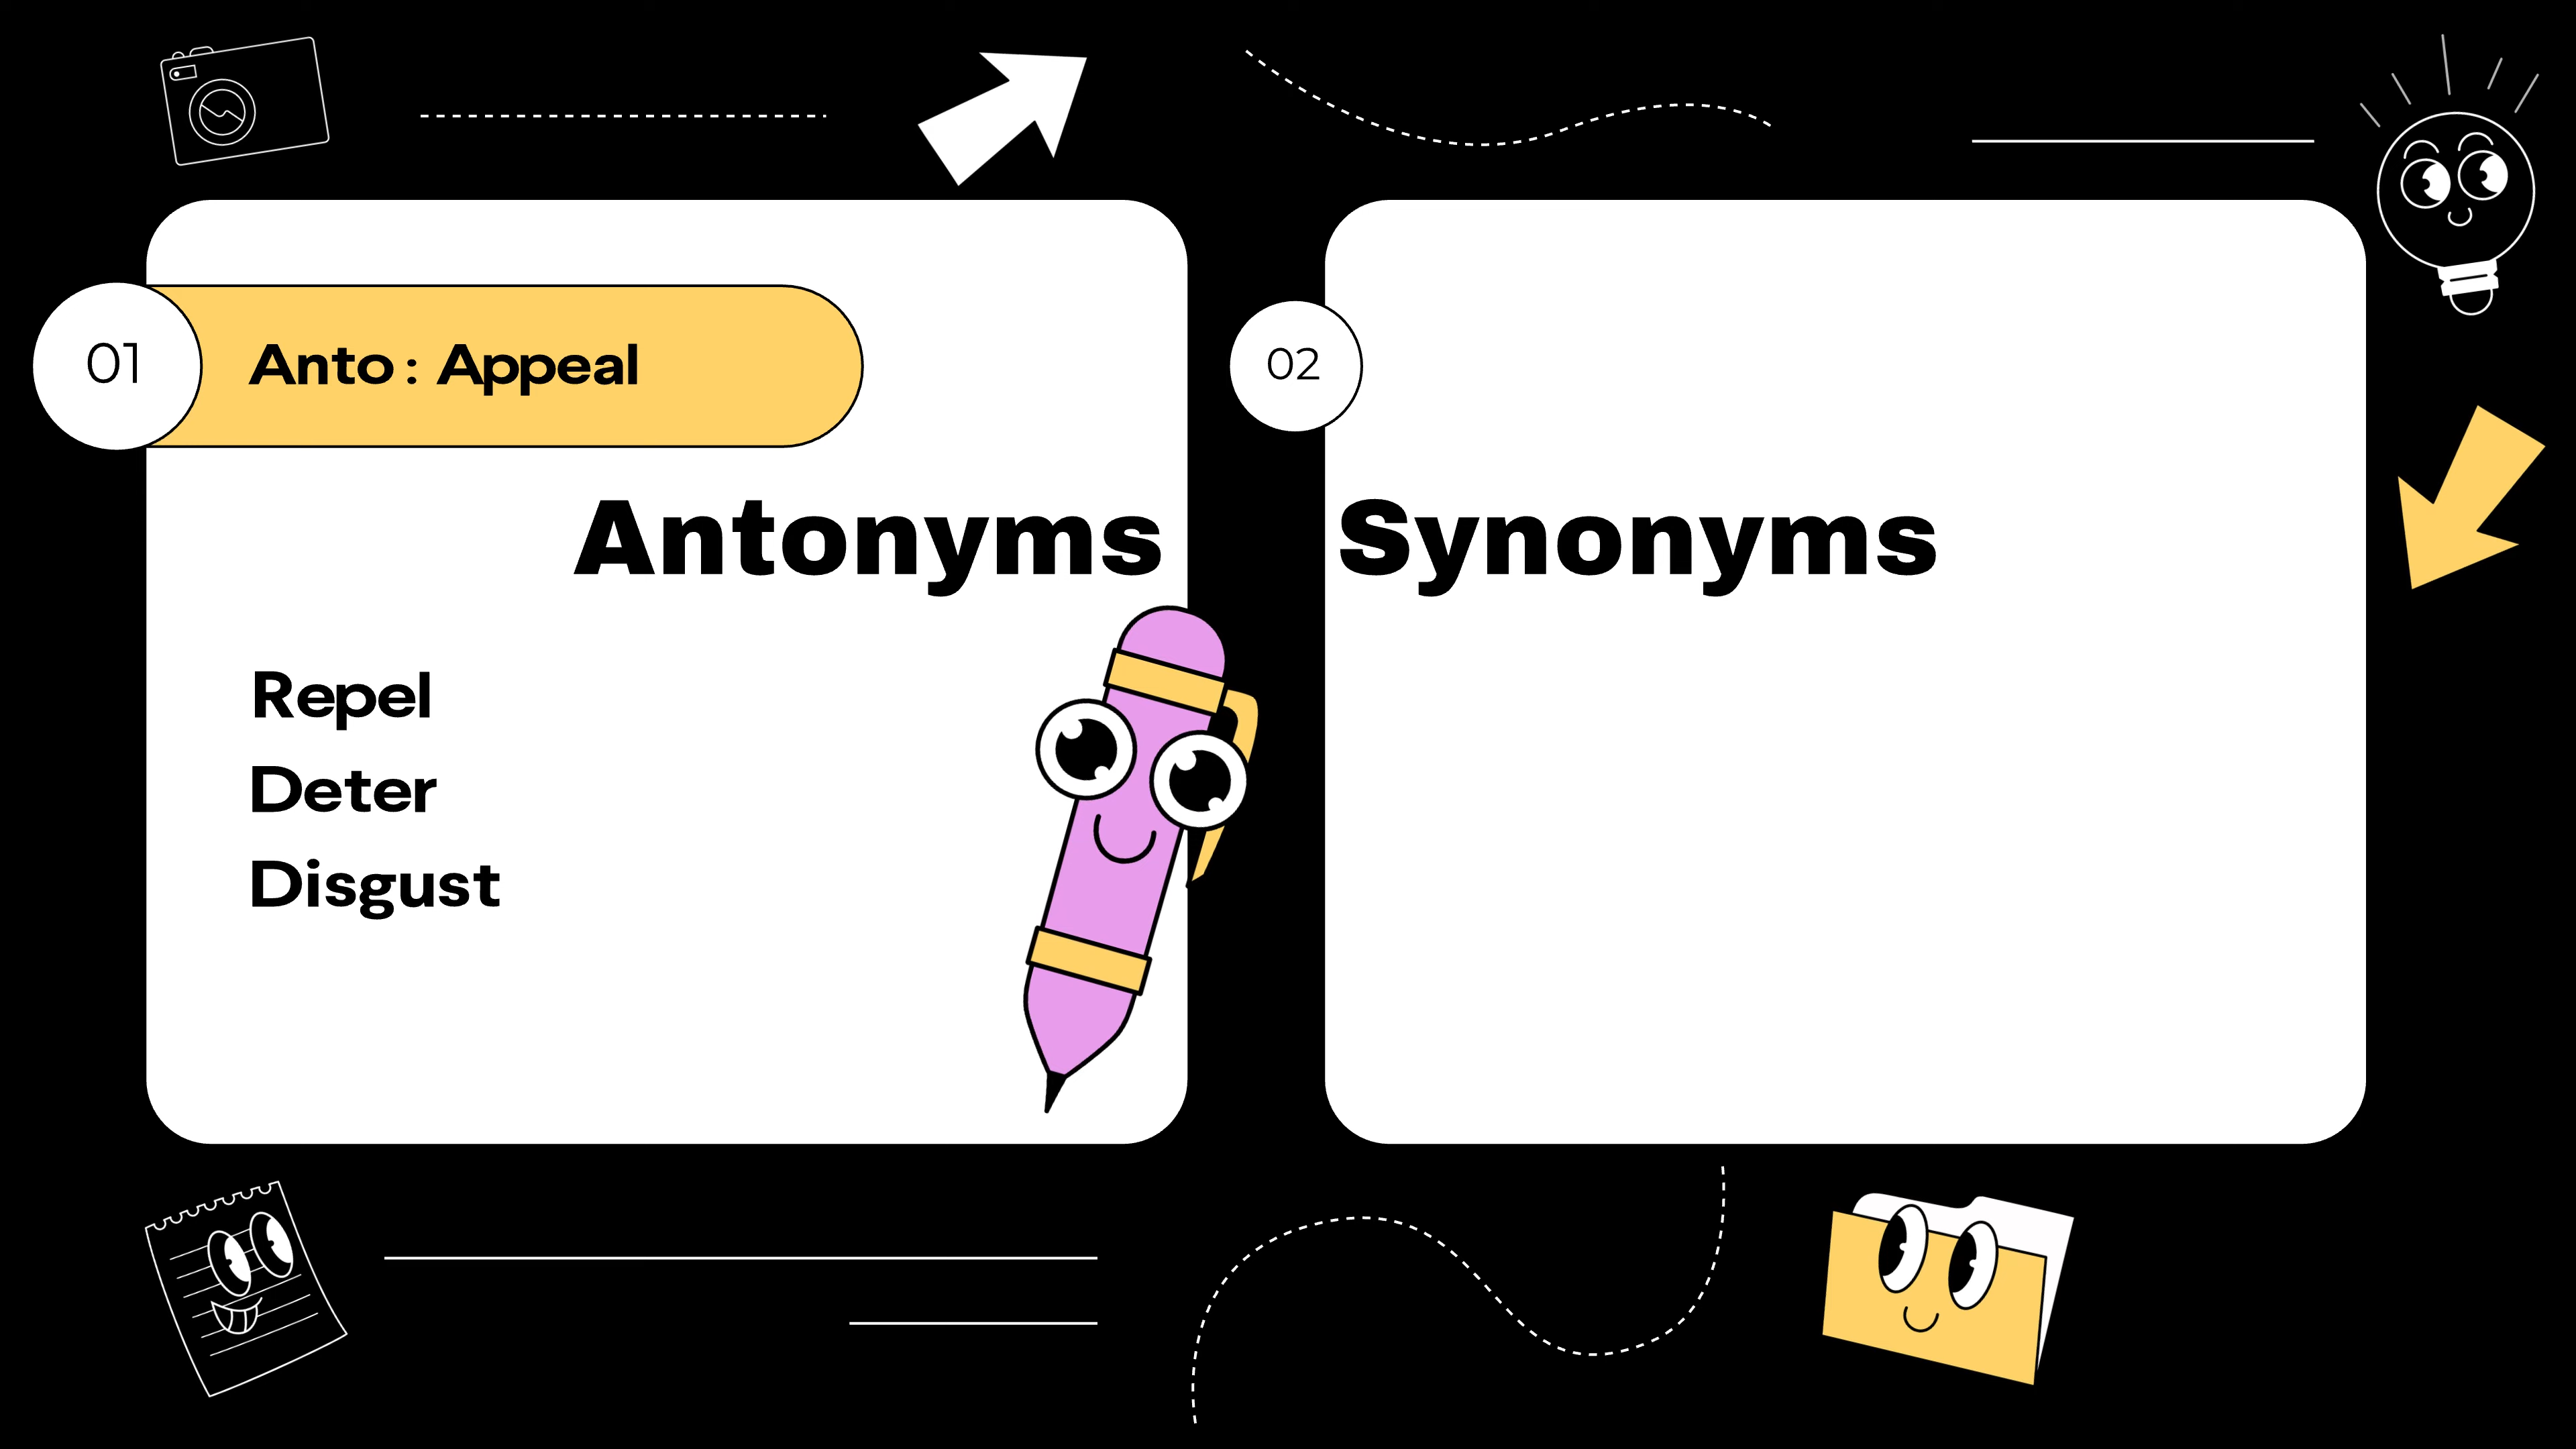 01
Anto : Appeal
Antonyms
Repel
Deter
Disgust
02
Synonyms